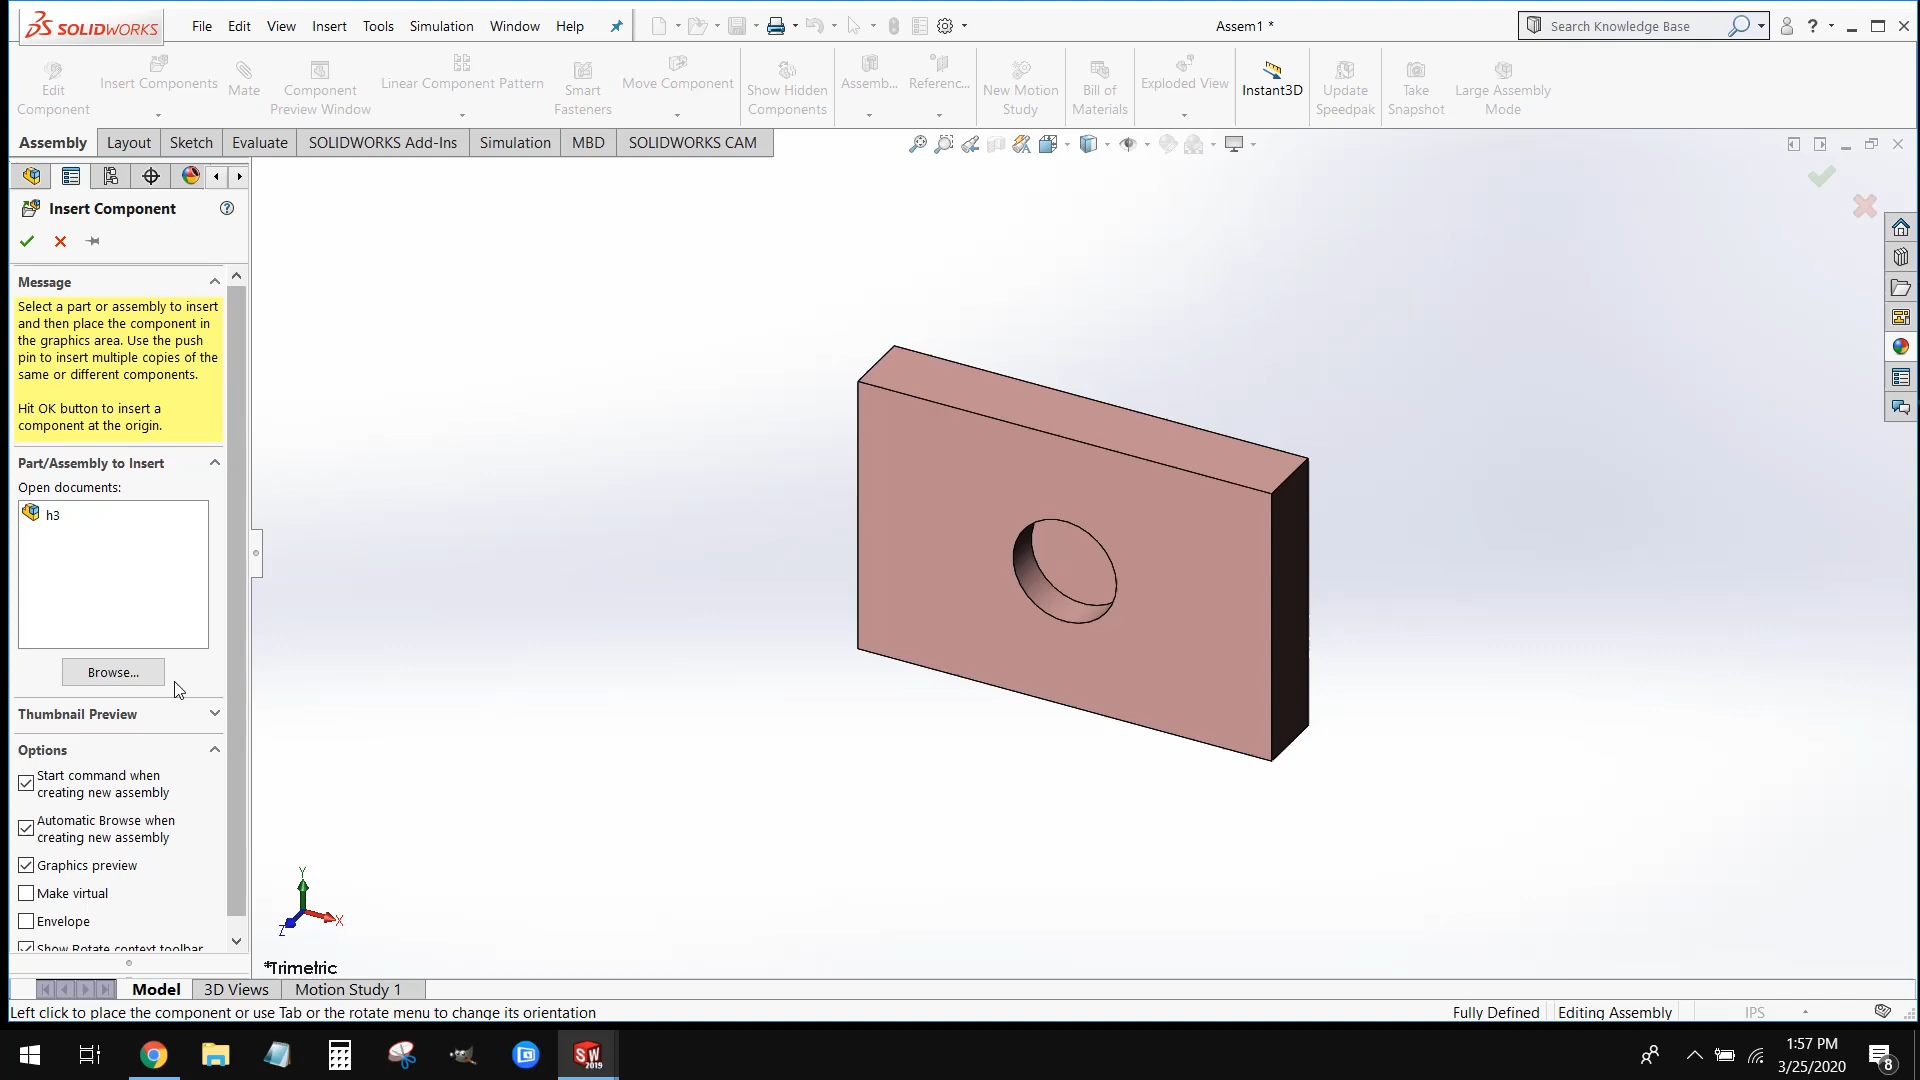 SOLIDWORKS File Edit View Insert Tools Simulation Window Help Assem1 * Search Knowledge Base ?
Edit Component
Insert Components
Mate
Component Preview Window
Linear Component Pattern
Smart Fasteners
Move Component
Show Hidden Components
Assemb...
Referenc...
New Motion Study
Bill of Materials
Exploded View
Instant3D
Update Speedpak
Take Snapshot
Large Assembly Mode
Assembly Layout Sketch Evaluate SOLIDWORKS Add-Ins Simulation MBD SOLIDWORKS CAM
Insert Component ?
Message
Select a part or assembly to insert
and then place the component in
the graphics area. Use the push
pin to insert multiple copies of the
same or different components.
Hit OK button to insert a
component at the origin.
Part/Assembly to Insert
Open documents:
h3
Browse...
Thumbnail Preview
Options
Start command when
creating new assembly
Automatic Browse when
creating new assembly
Graphics preview
Make virtual
Envelope
Show Rotate context toolbar
Y
X
Z
*Trimetric
Model 3D Views Motion Study 1
Left click to place the component or use Tab or the rotate menu to change its orientation Fully Defined Editing Assembly IPS
SW
2019
1:57 PM
3/25/2020
8